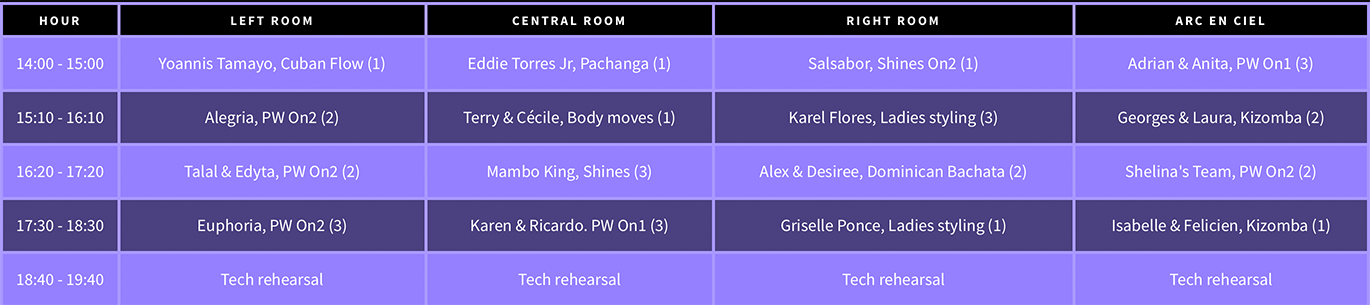 HOUR LEFT ROOM CENTRAL ROOM RIGHT ROOM ARC EN CIEL
14:00 - 15:00 Yoannis Tamayo, Cuban Flow (1) Eddie Torres Jr, Pachanga (1) Salsabor, Shines On2 (1) Adrian & Anita, PW On1 (3)
15:10 - 16:10 Alegria, PW On2 (2) Terry & Cécile, Body moves (1) Karel Flores, Ladies styling (3) Georges & Laura, Kizomba (2)
16:20 - 17:20 Talal & Edyta, PW On2 (2) Mambo King, Shines (3) Alex & Desiree, Dominican Bachata (2) Shelina's Team, PW On2 (2)
17:30 - 18:30 Euphoria, PW On2 (3) Karen & Ricardo. PW On1 (3) Griselle Ponce, Ladies styling (1) Isabelle & Felicien, Kizomba (1)
18:40 - 19:40 Tech rehearsal Tech rehearsal Tech rehearsal Tech rehearsal